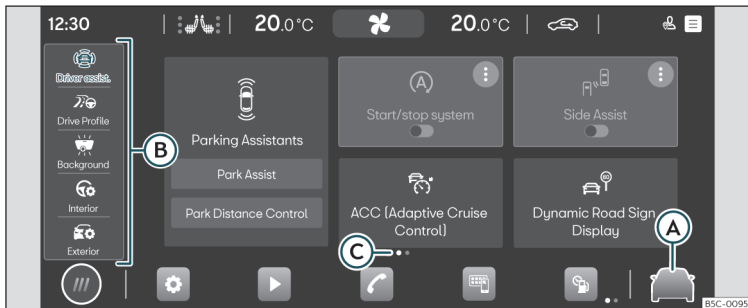 12:30
20.0°C
20.0°C
Driver assist.
Drive Profile
Background
Interior
Exterior
B
Parking Assistants
Park Assist
Park Distance Control
A
Start/stop system
Side Assist
ACC (Adaptive Cruise
Control)
60
Dynamic Road Sign
Display
C
A
B5C-0095